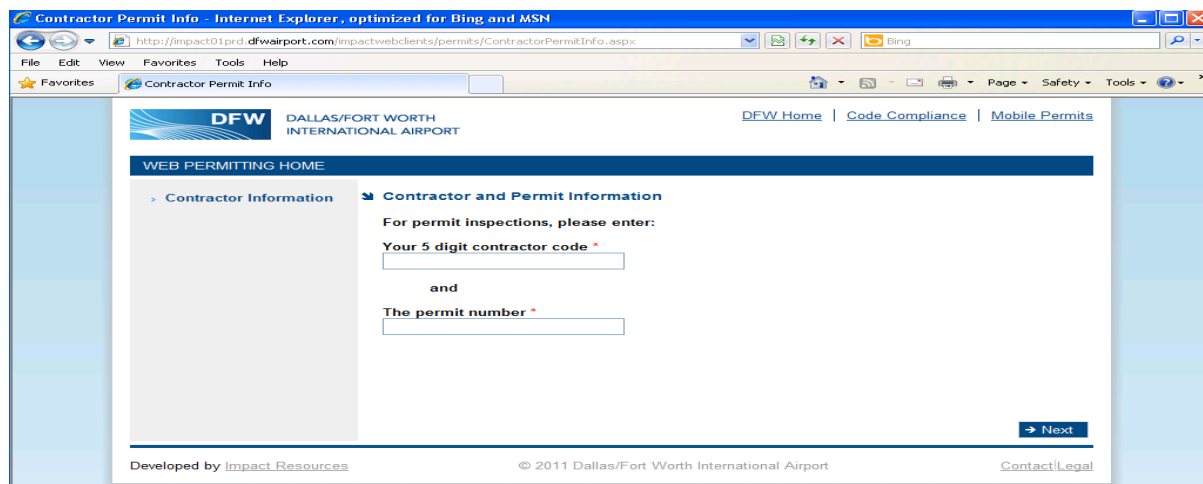 Contractor Permit Info - Internet Explorer, optimized for Bing and MSN
http://impact01prd.dfwairport.com/impactwebclients/permits/ContractorPermitInfo.aspx
Bing
File Edit View Favorites Tools Help
Favorites
Contractor Permit Info
Page Safety Tools
DFW
DALLAS/FORT WORTH
INTERNATIONAL AIRPORT
DFW Home | Code Compliance | Mobile Permits
WEB PERMITTING HOME
> Contractor Information
Contractor and Permit Information
For permit inspections, please enter:
Your 5 digit contractor code *
and
The permit number *
→ Next
Developed by Impact Resources
© 2011 Dallas/Fort Worth International Airport
Contact|Legal